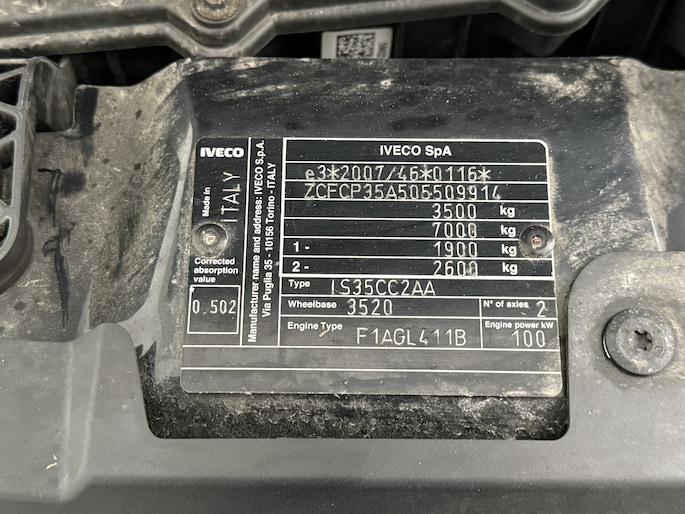 IVECO
Made in
ITALY
Corrected
absorption
value
0.502
Manufacturer name and address: IVECO S.p.A.
Via Puglia 35 - 10156 Torino - ITALY
IVECO SpA
e3*2007/46*0116*
ZCFCP35A505509914
3500 kg
7000 kg
1 - 1900 kg
2 - 2600 kg
Type IS35CC2AA
Wheelbase 3520 N° of axles 2
Engine Type F1AGL411B Engine power kW 100